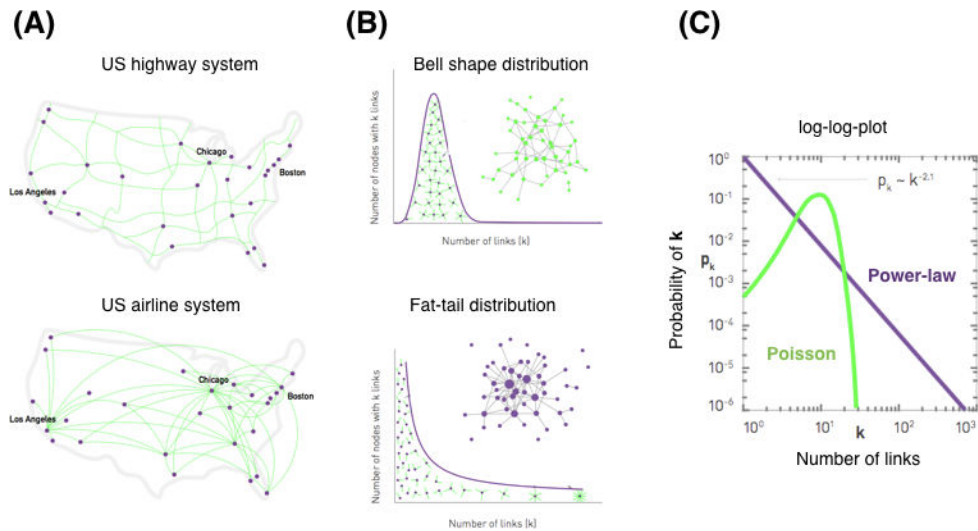 (A)
US highway system
Chicago
Boston
Los Angeles
US airline system
Chicago
Boston
Los Angeles
(B)
Bell shape distribution
Number of nodes with k links
Number of links [k]
Fat-tail distribution
Number of nodes with k links
Number of links [k]
(C)
log-log-plot
10⁰
10⁻¹
10⁻²
10⁻³
10⁻⁴
10⁻⁵
10⁻⁶
Probability of k
pₖ
pₖ ~ k⁻²·¹
Power-law
Poisson
10⁰ 10¹ 10² 10³
k
Number of links